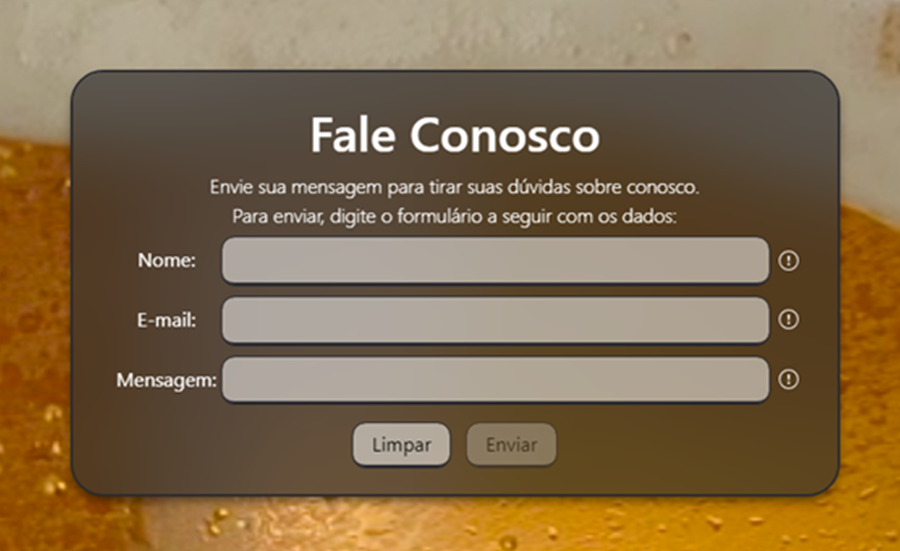 Fale Conosco
Envie sua mensagem para tirar suas dúvidas sobre conosco.
Para enviar, digite o formulário a seguir com os dados:
Nome:
E-mail:
Mensagem:
Limpar Enviar